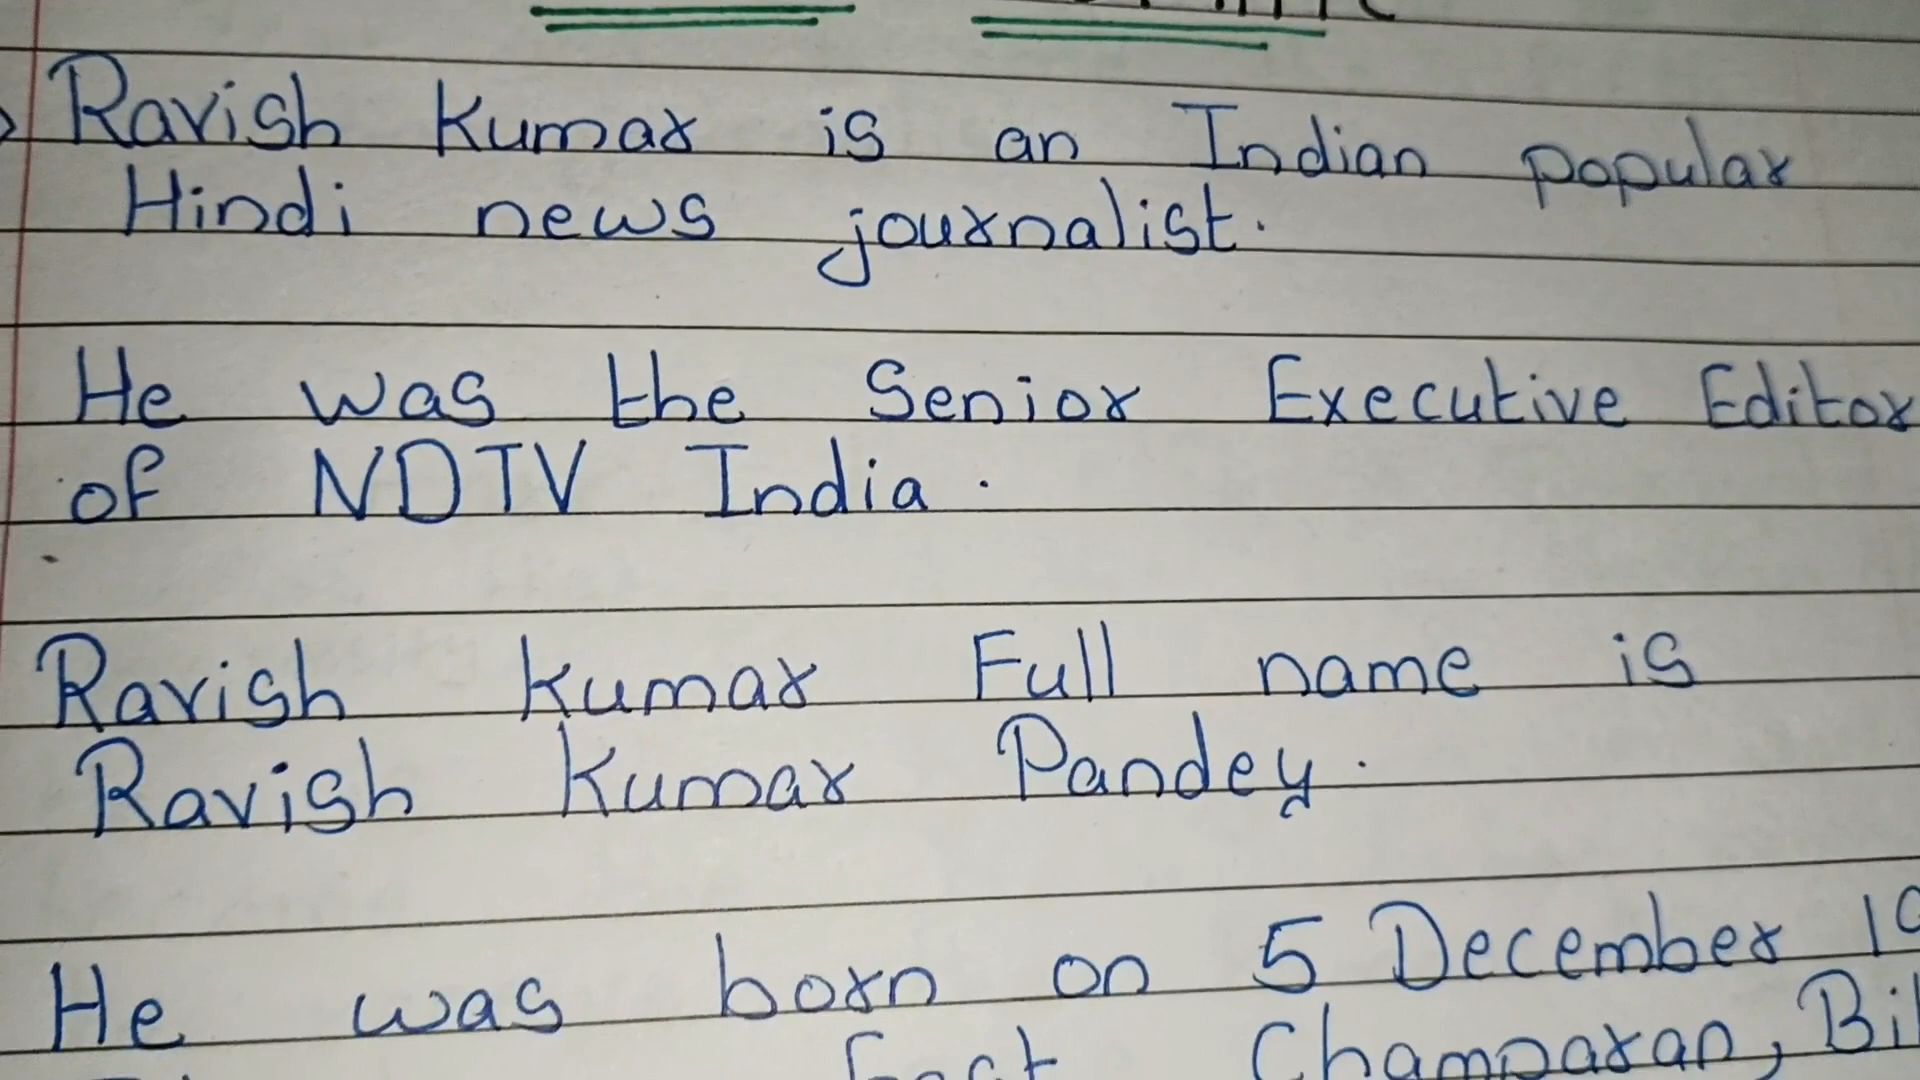 Ravish Kumar is an Indian popular
Hindi news journalist.
He was the Senior Executive Editor
of NDTV India.
Ravish Kumar Full name is
Ravish Kumar Pandey.
He was born on 5 December
East Champaran,